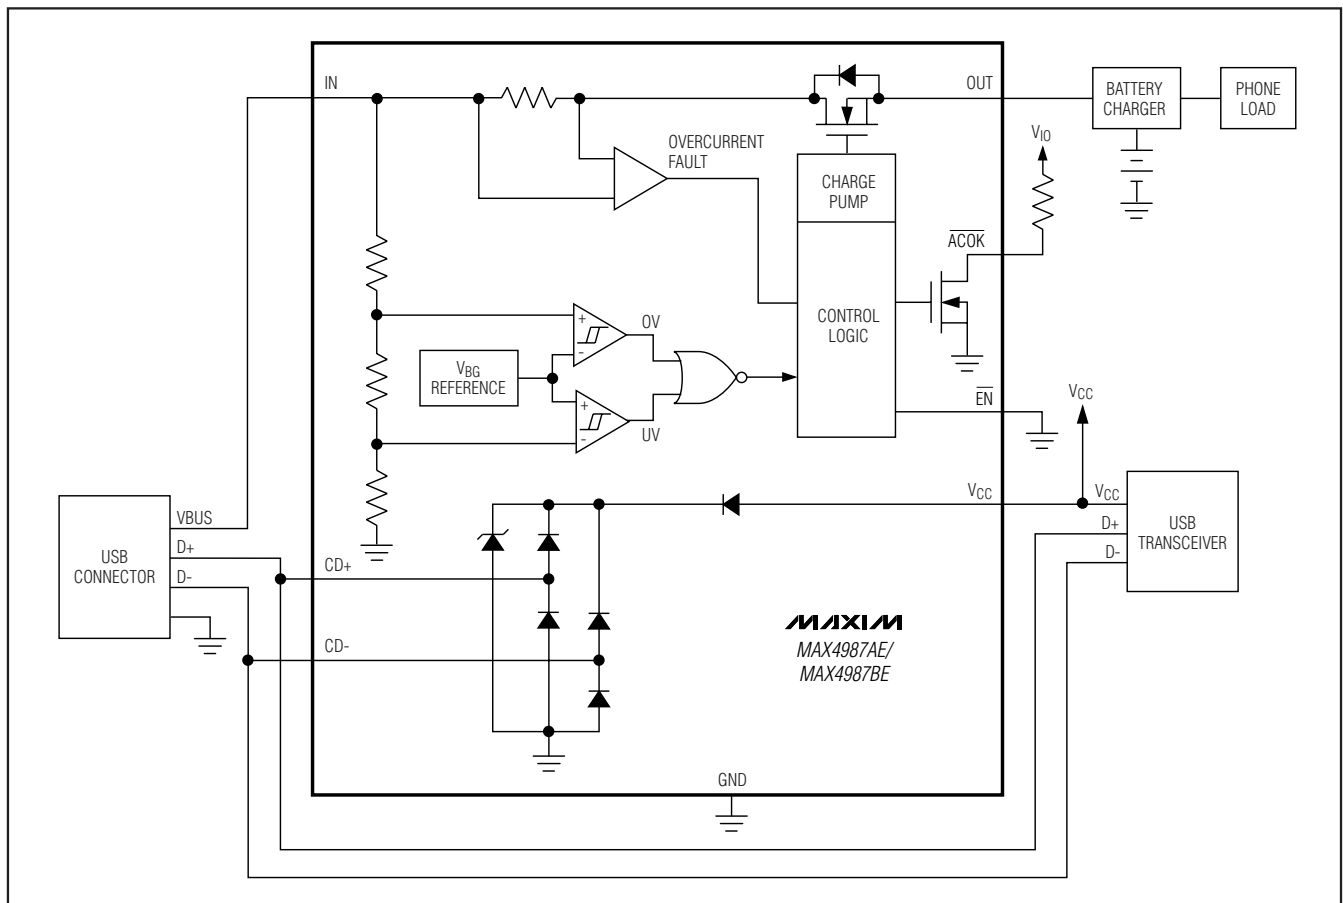 IN
OUT
BATTERY
CHARGER
PHONE
LOAD
OVERCURRENT
FAULT
VIO
CHARGE
PUMP
ACOK
CONTROL
LOGIC
+
-
OV
VBG
REFERENCE
+
-
UV
EN
VCC
VCC
VCC
D+
D-
USB
TRANSCEIVER
USB
CONNECTOR
VBUS
D+
D-
CD+
CD-
MAXIM
MAX4987AE/
MAX4987BE
GND